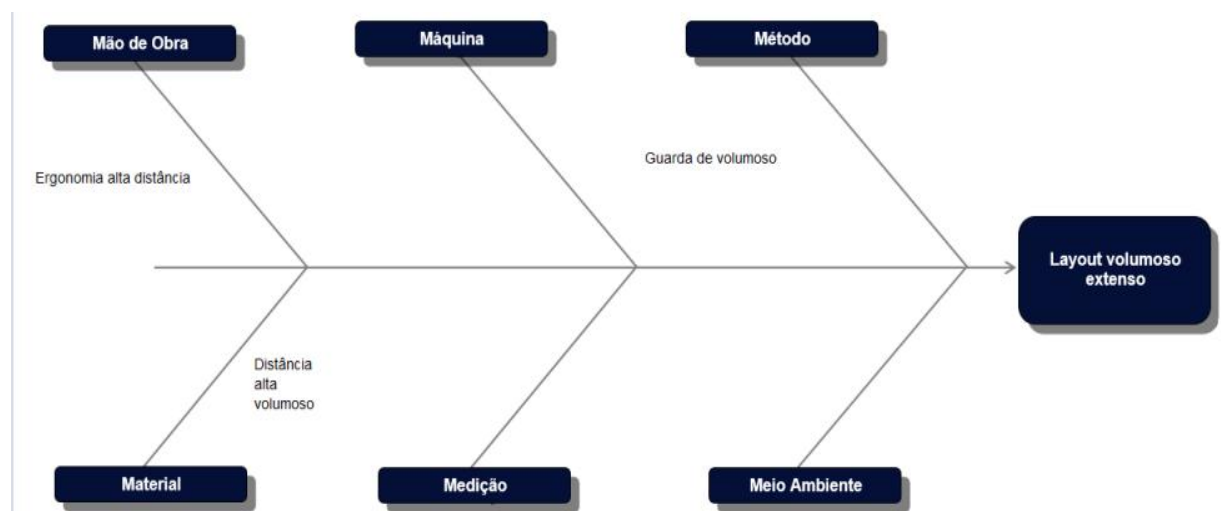 Mão de Obra
Máquina
Método
Guarda de volumoso
Ergonomia alta distância
Layout volumoso
extenso
Distância
alta
volumoso
Material
Medição
Meio Ambiente